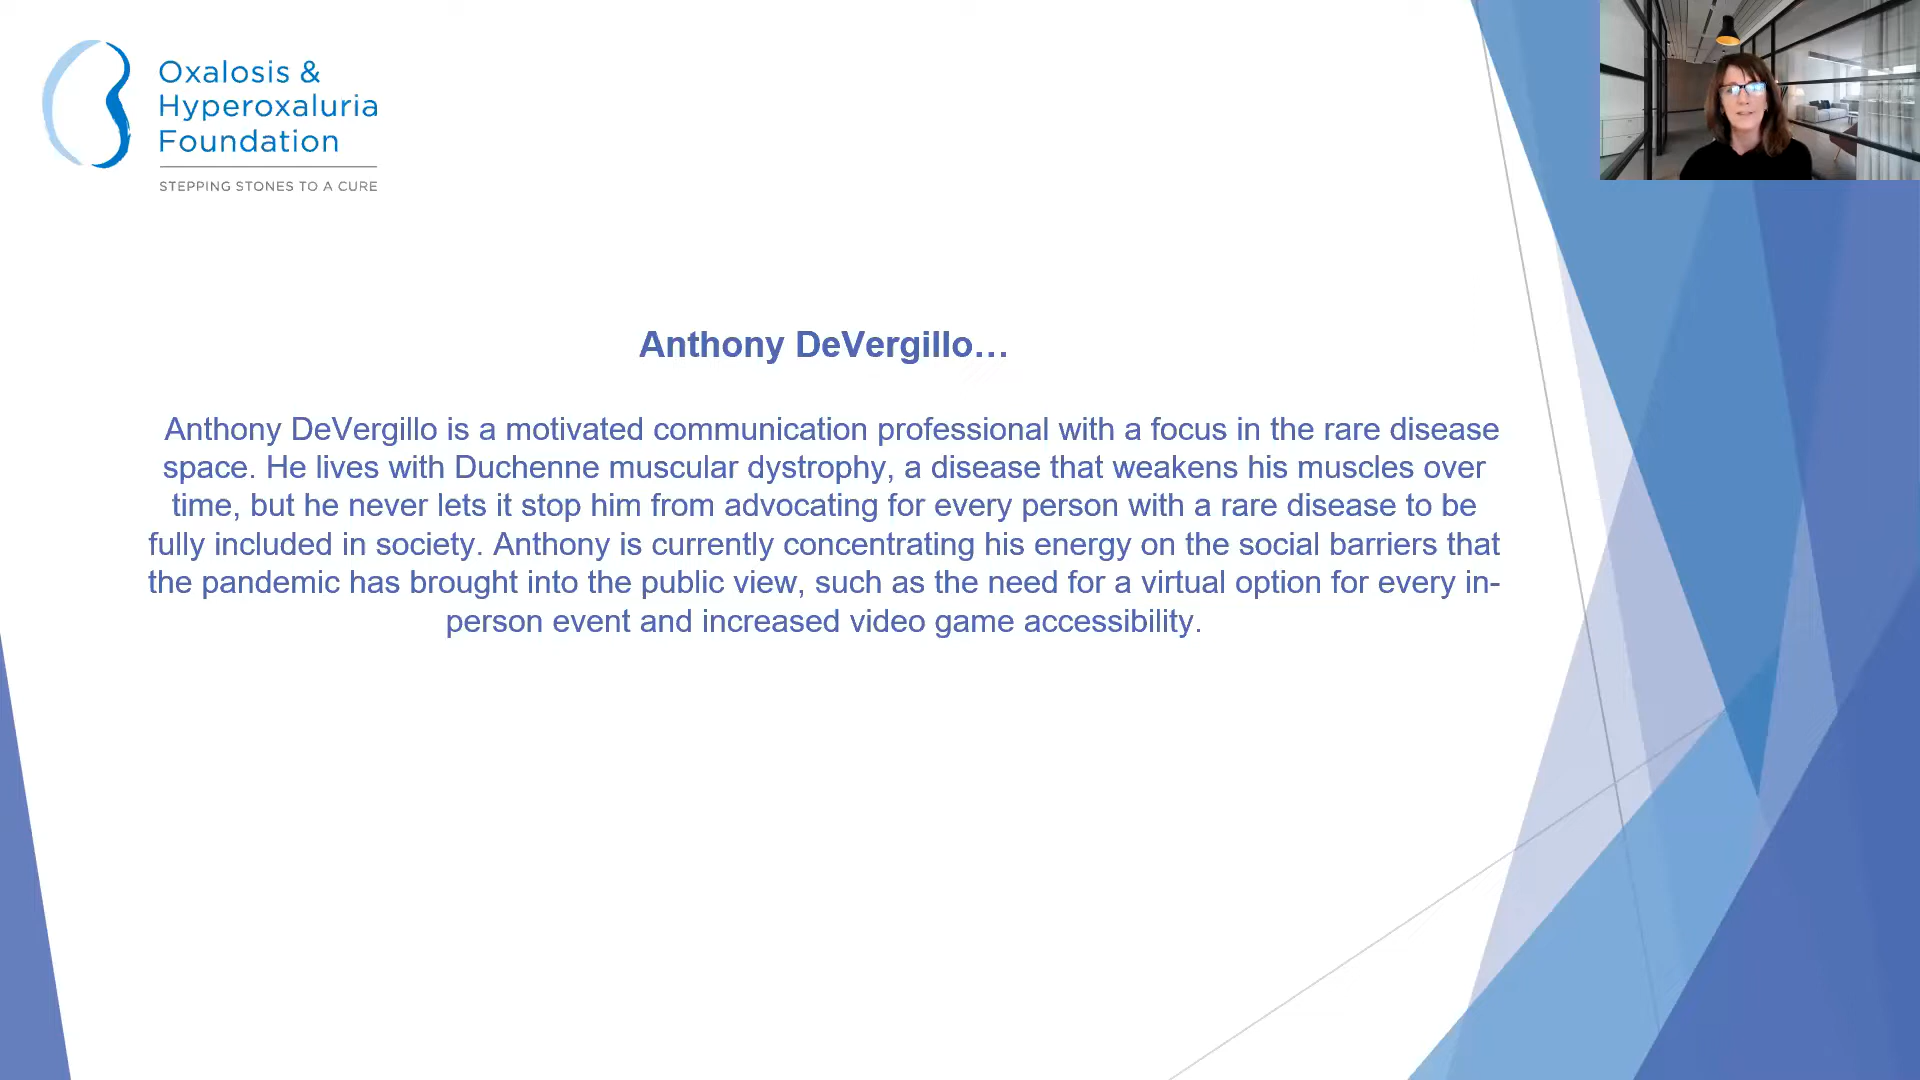 Oxalosis &
Hyperoxaluria
Foundation
STEPPING STONES TO A CURE
Anthony DeVergillo…
Anthony DeVergillo is a motivated communication professional with a focus in the rare disease
space. He lives with Duchenne muscular dystrophy, a disease that weakens his muscles over
time, but he never lets it stop him from advocating for every person with a rare disease to be
fully included in society. Anthony is currently concentrating his energy on the social barriers that
the pandemic has brought into the public view, such as the need for a virtual option for every in-
person event and increased video game accessibility.